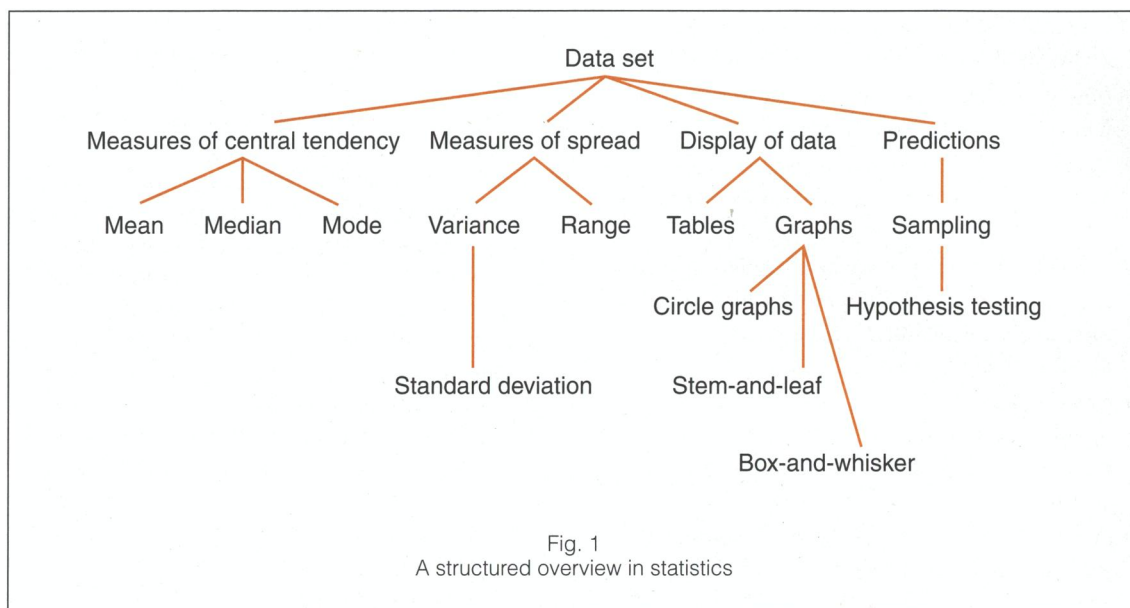 Data set
Measures of central tendency Measures of spread Display of data Predictions
Mean Median Mode Variance Range Tables Graphs Sampling
Circle graphs Hypothesis testing
Standard deviation Stem-and-leaf
Box-and-whisker
Fig. 1
A structured overview in statistics